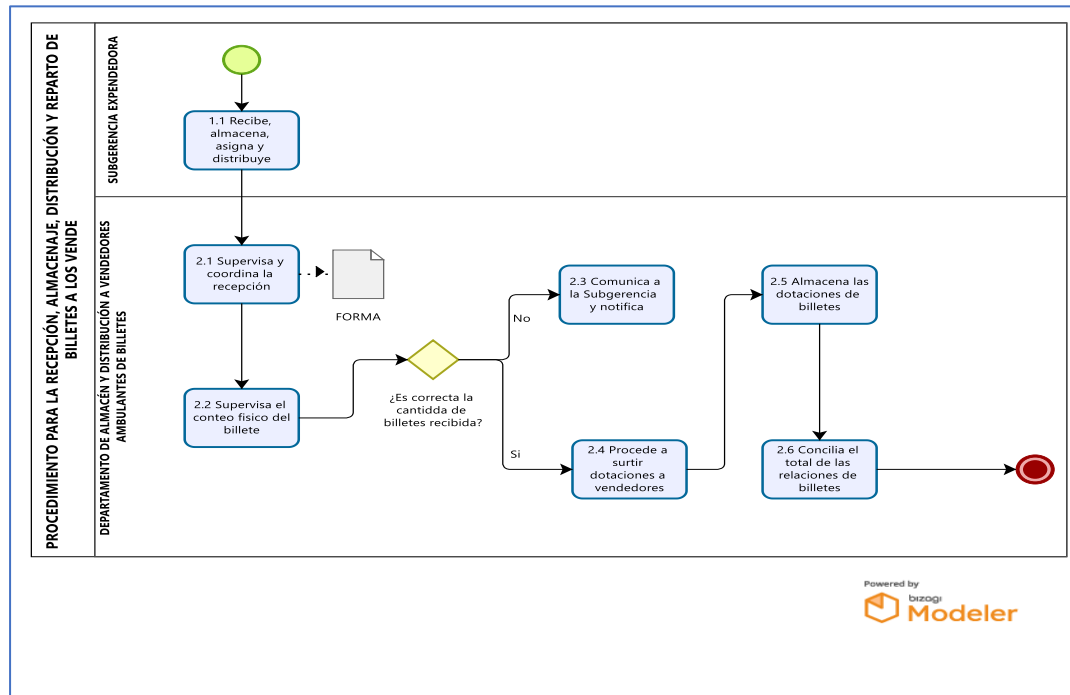 PROCEDIMIENTO PARA LA RECEPCIÓN, ALMACENAJE, DISTRIBUCIÓN Y REPARTO DE
BILLETES A LOS VENDE
SUBGERENCIA EXPENDEDORA
1.1 Recibe,
almacena,
asigna y
distribuye
DEPARTAMENTO DE ALMACÉN Y DISTRIBUCIÓN A VENDEDORES
AMBULANTES DE BILLETES
2.1 Supervisa y
coordina la
recepción
FORMA
2.2 Supervisa el
conteo fisico del
billete
¿Es correcta la
cantidda de
billetes recibida?
No
2.3 Comunica a
la Subgerencia
y notifica
Si
2.4 Procede a
surtir
dotaciones a
vendedores
2.5 Almacena las
dotaciones de
billetes
2.6 Concilia el
total de las
relaciones de
billetes
Powered by
bizagi
Modeler